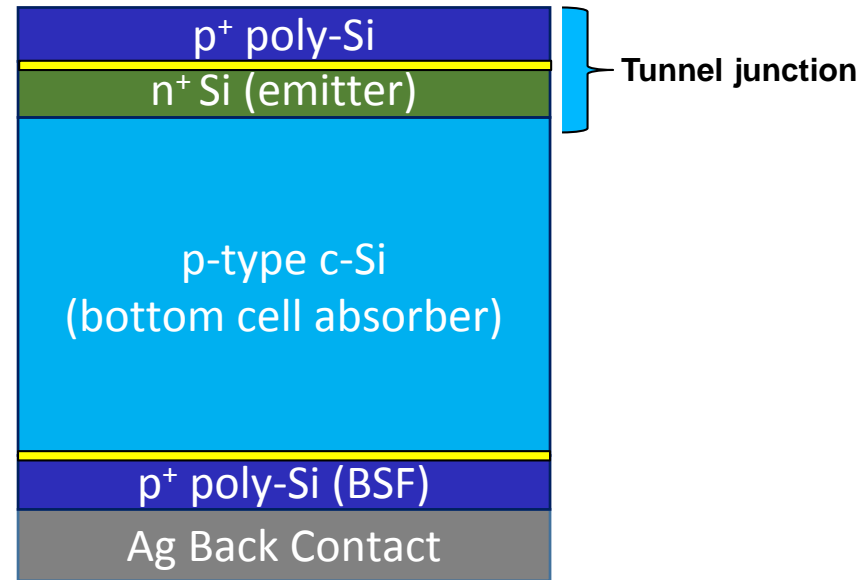 p⁺ poly-Si
n⁺ Si (emitter)
Tunnel junction
p-type c-Si
(bottom cell absorber)
p⁺ poly-Si (BSF)
Ag Back Contact